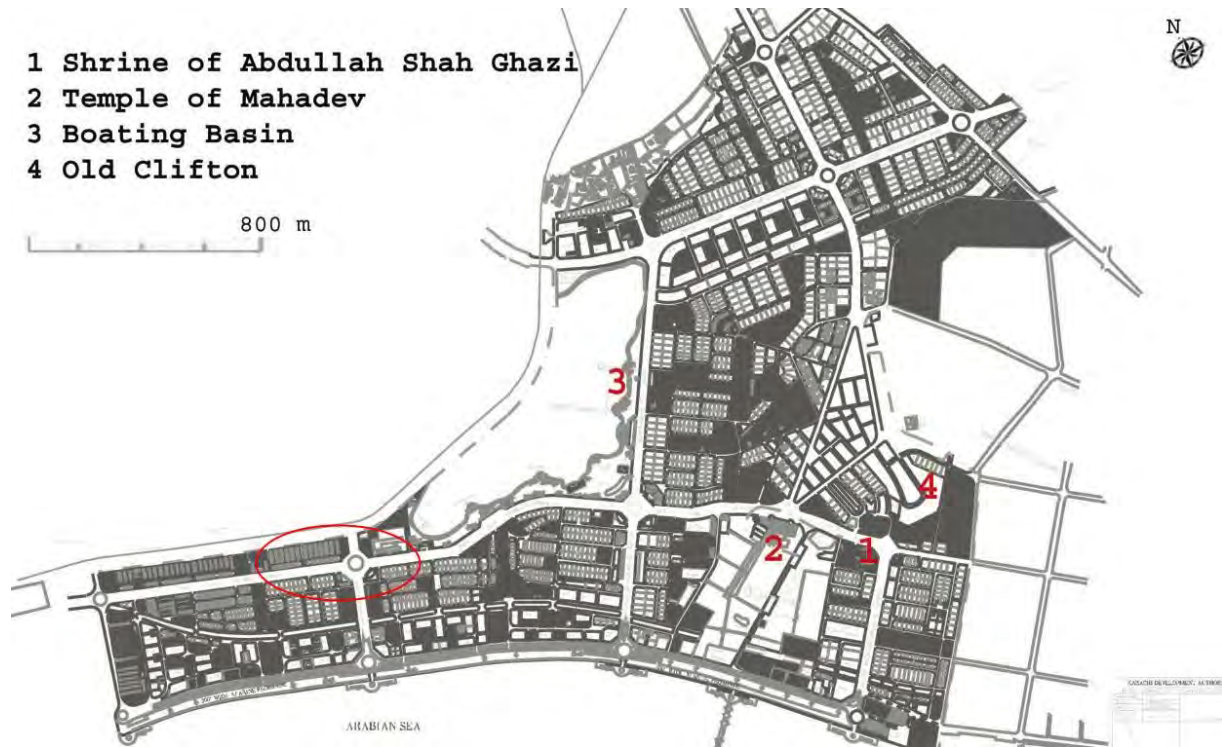 1 Shrine of Abdullah Shah Ghazi
2 Temple of Mahadev
3 Boating Basin
4 Old Clifton
800 m
N
3
4
2
1
ARABIAN SEA
KARACHI DEVELOPMENT AUTHORITY